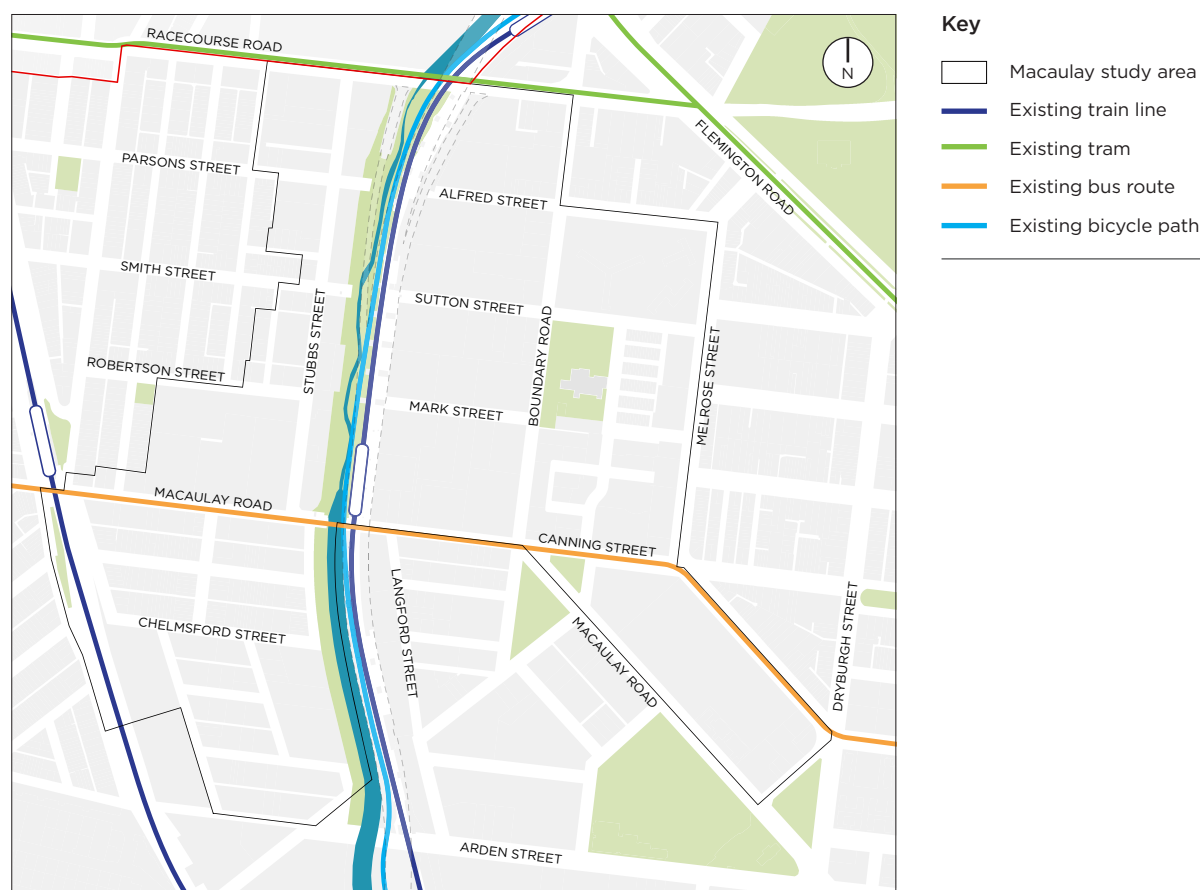 Key
Macaulay study area
Existing train line
Existing tram
Existing bus route
Existing bicycle path
N
RACECOURSE ROAD
FLEMINGTON ROAD
PARSONS STREET
ALFRED STREET
SMITH STREET
SUTTON STREET
STUBBS STREET
BOUNDARY ROAD
MELROSE STREET
ROBERTSON STREET
MARK STREET
MACAULAY ROAD
CANNING STREET
LANGFORD STREET
DRYBURGH STREET
CHELMSFORD STREET
MACAULAY ROAD
ARDEN STREET